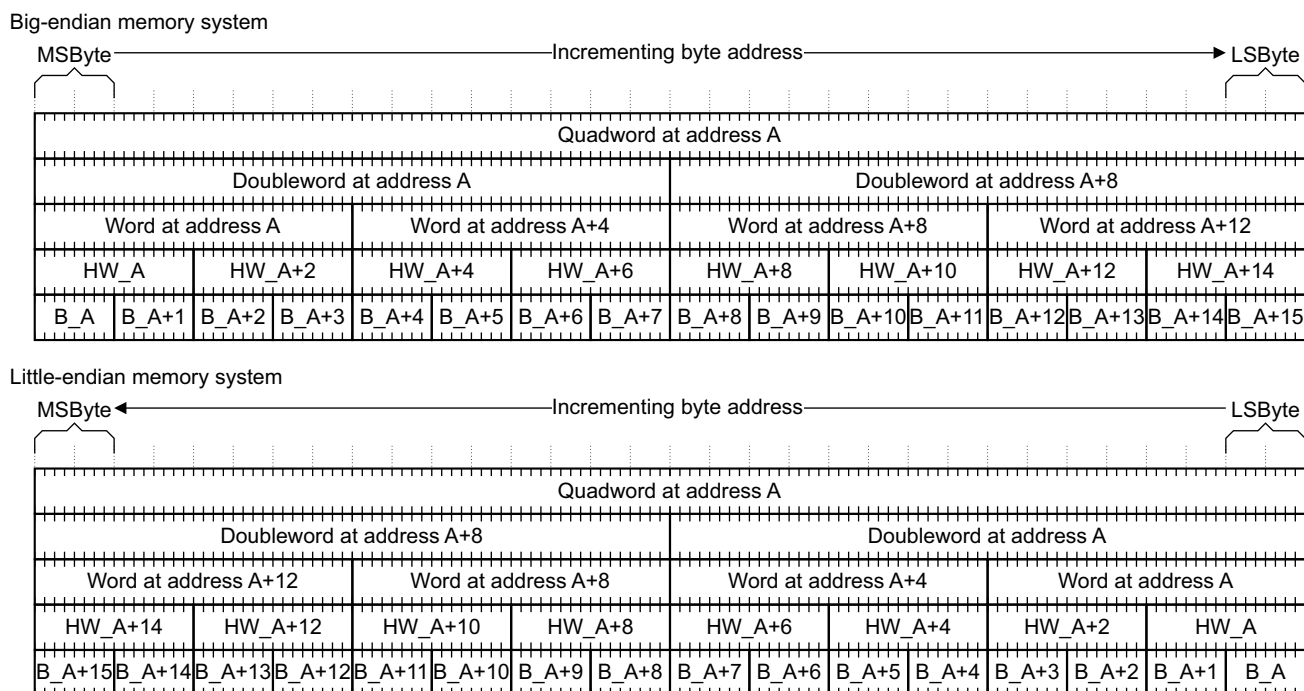 Big-endian memory system
MSByte Incrementing byte address LSByte
Quadword at address A
Doubleword at address A Doubleword at address A+8
Word at address A Word at address A+4 Word at address A+8 Word at address A+12
HW_A HW_A+2 HW_A+4 HW_A+6 HW_A+8 HW_A+10 HW_A+12 HW_A+14
B_A B_A+1 B_A+2 B_A+3 B_A+4 B_A+5 B_A+6 B_A+7 B_A+8 B_A+9 B_A+10 B_A+11 B_A+12 B_A+13 B_A+14 B_A+15
Little-endian memory system
MSByte Incrementing byte address LSByte
Quadword at address A
Doubleword at address A+8 Doubleword at address A
Word at address A+12 Word at address A+8 Word at address A+4 Word at address A
HW_A+14 HW_A+12 HW_A+10 HW_A+8 HW_A+6 HW_A+4 HW_A+2 HW_A
B_A+15 B_A+14 B_A+13 B_A+12 B_A+11 B_A+10 B_A+9 B_A+8 B_A+7 B_A+6 B_A+5 B_A+4 B_A+3 B_A+2 B_A+1 B_A